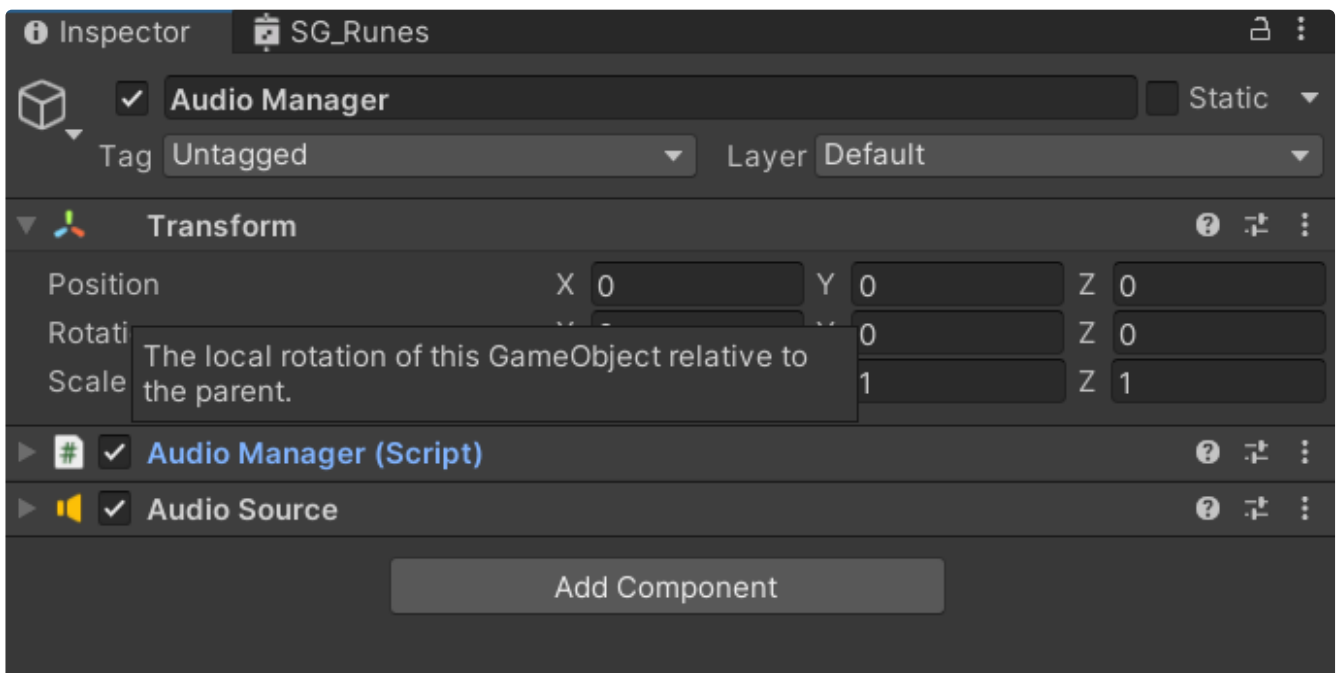 Inspector SG_Runes
Audio Manager Static
Tag Untagged Layer Default
Transform
Position X 0 Y 0 Z 0
Rotati 0 Z 0
The local rotation of this GameObject relative to
the parent.
Scale 1 Z 1
# Audio Manager (Script)
Audio Source
Add Component